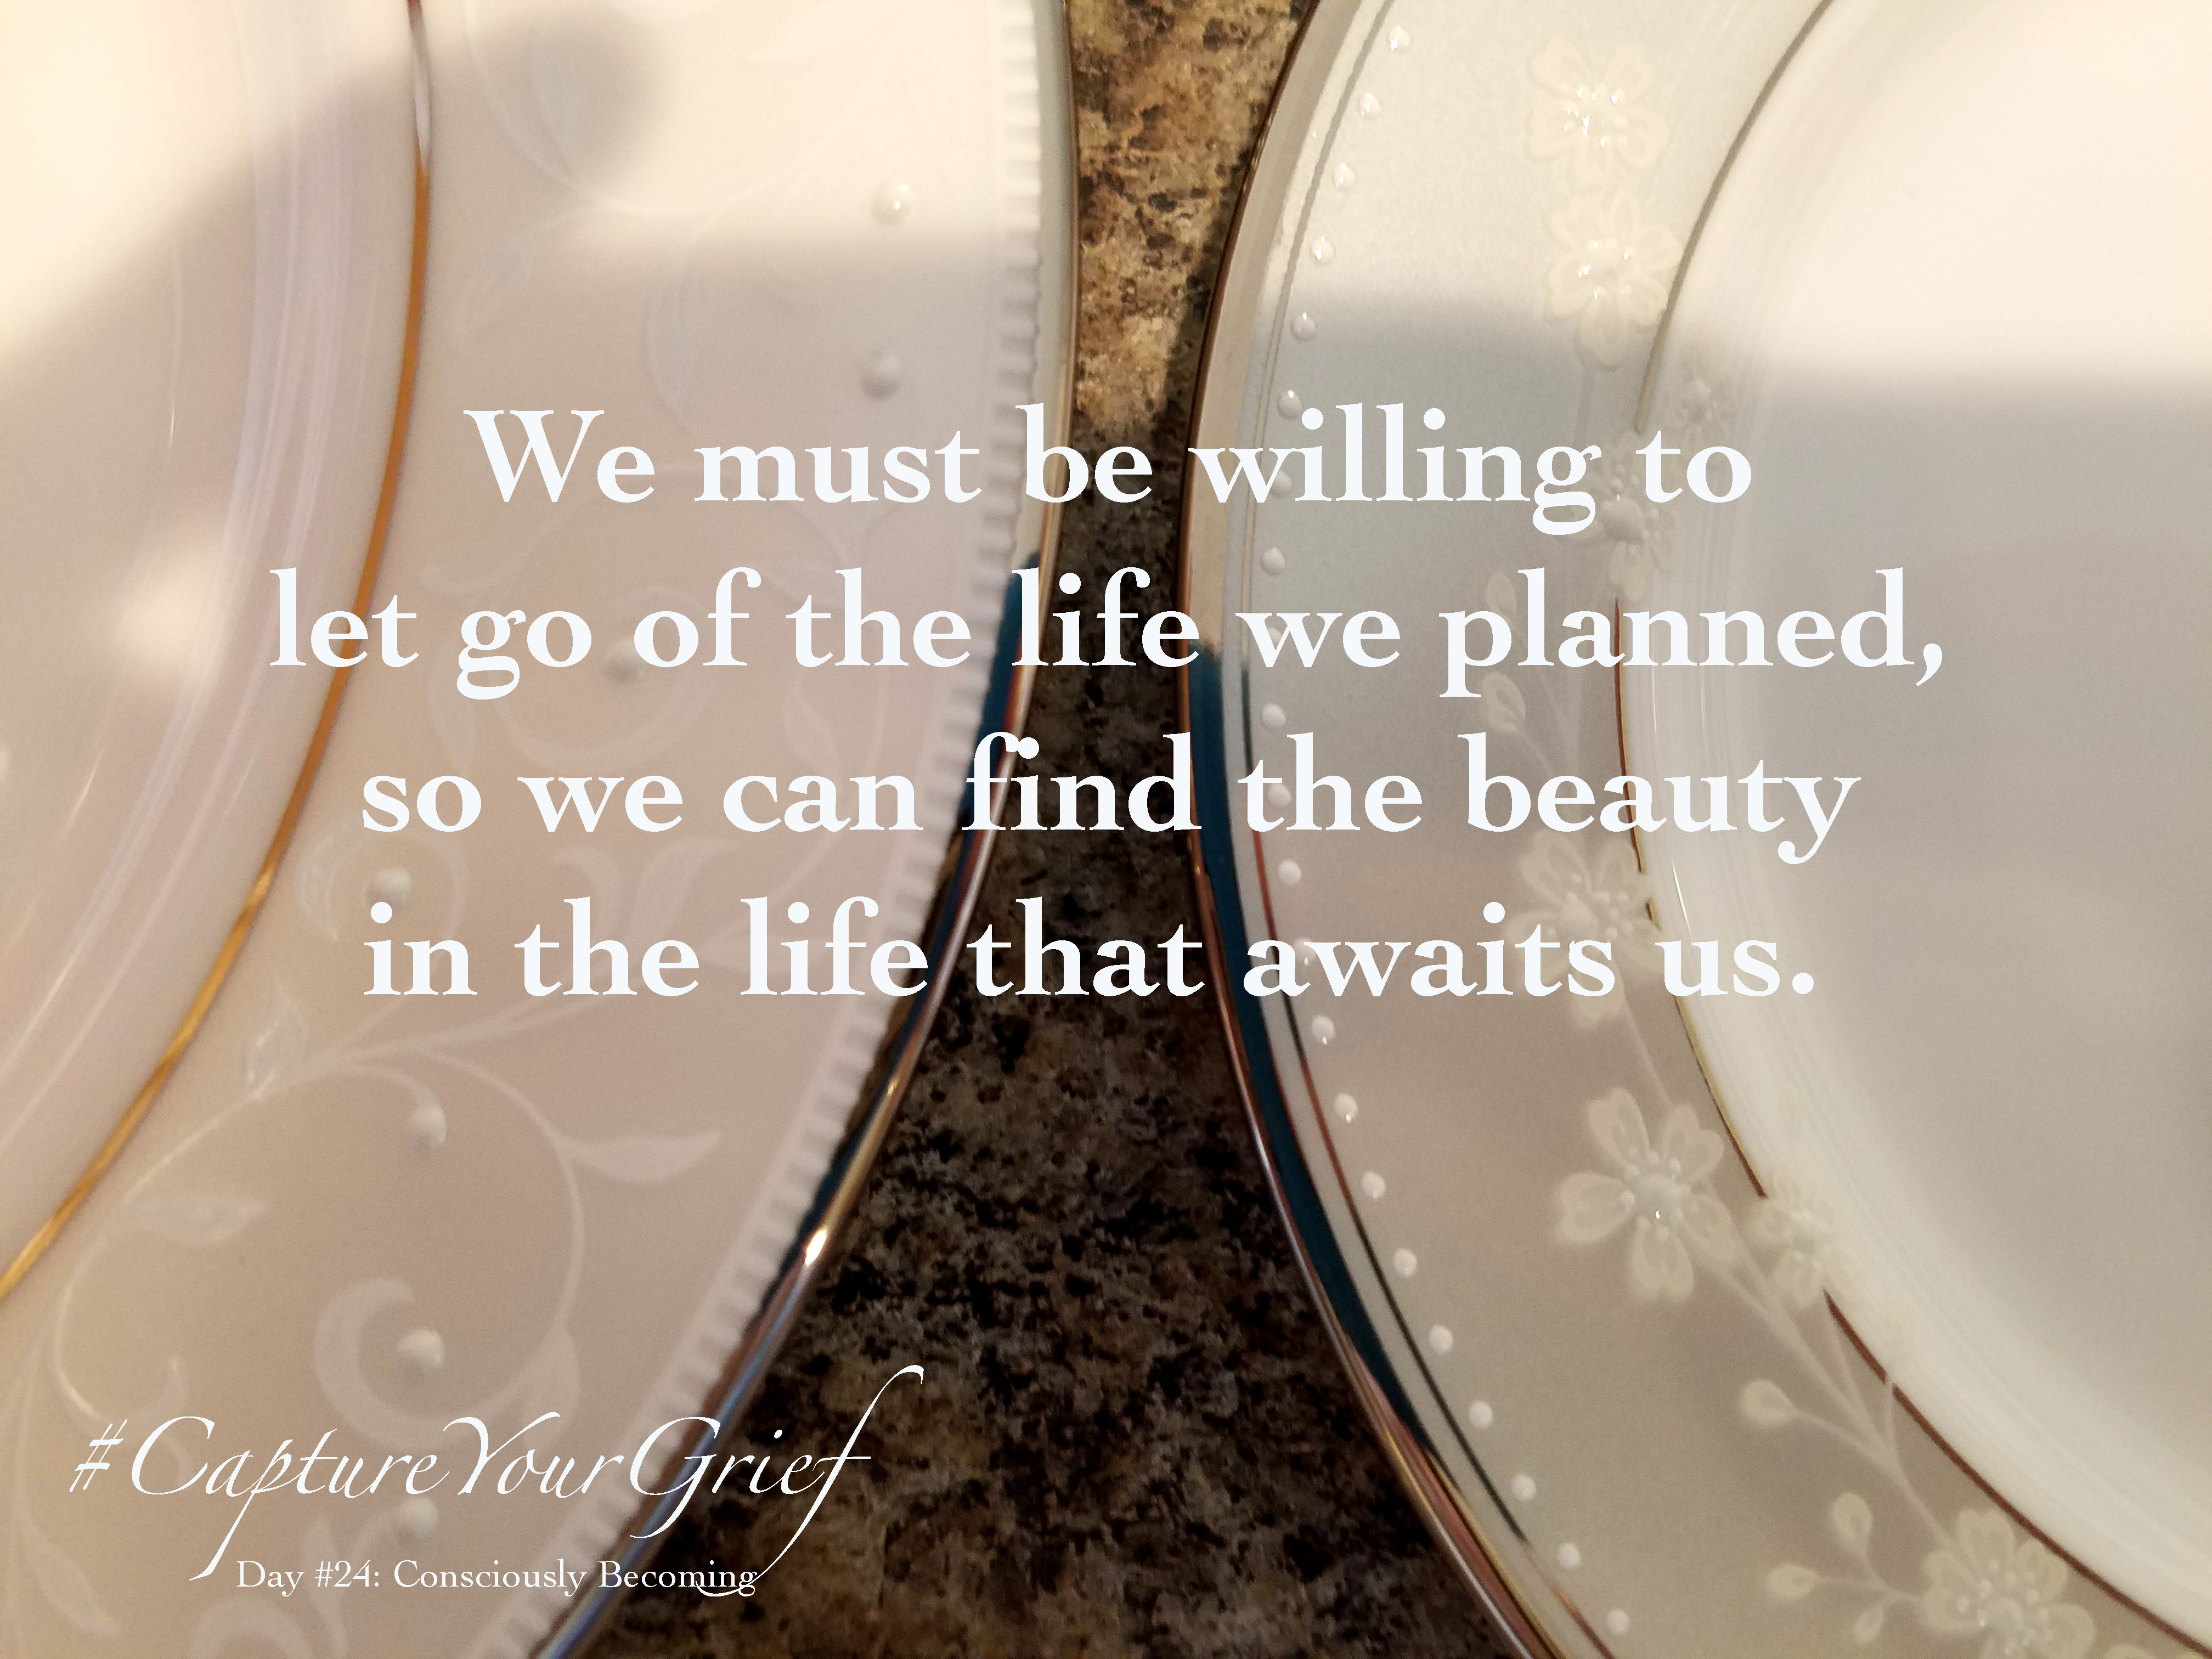 We must be willing to
let go of the life we planned,
so we can find the beauty
in the life that awaits us.
#CaptureYourGrief
Day #24: Consciously Becoming